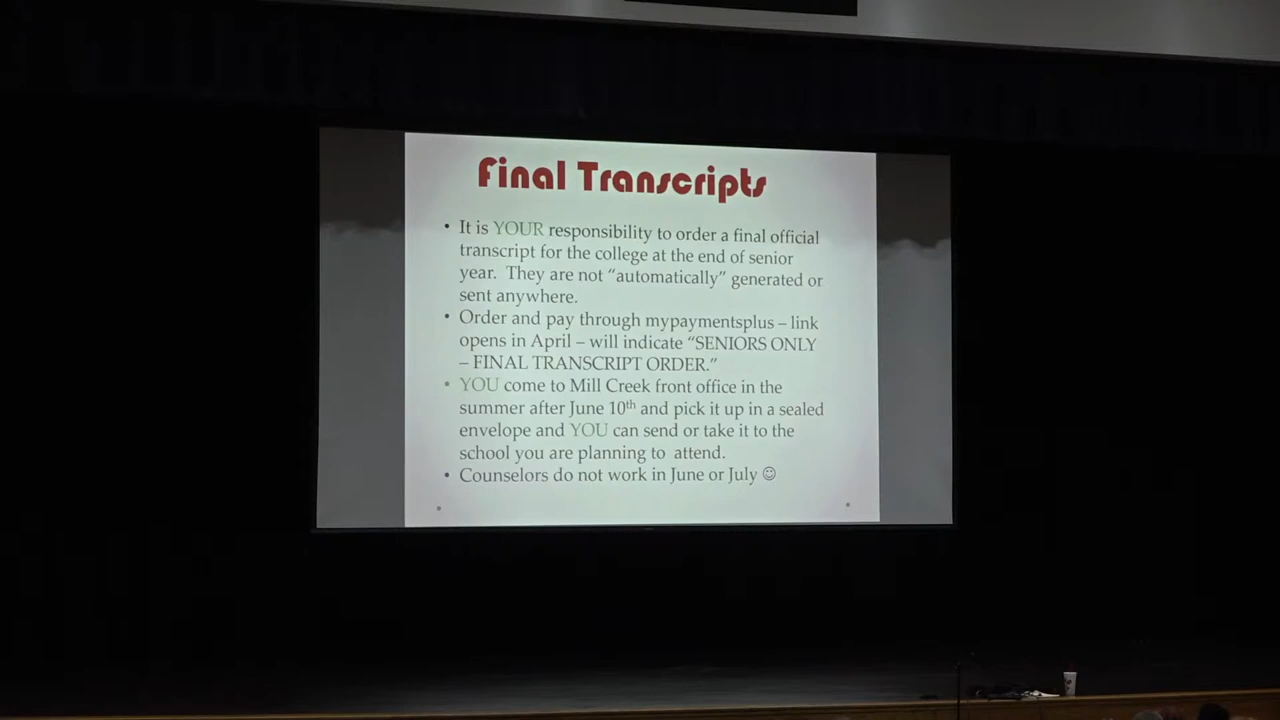 Final Transcripts
• It is YOUR responsibility to order a final official
transcript for the college at the end of senior
year. They are not “automatically” generated or
sent anywhere.
• Order and pay through mypaymentsplus – link
opens in April – will indicate “SENIORS ONLY
– FINAL TRANSCRIPT ORDER.”
• YOU come to Mill Creek front office in the
summer after June 10th and pick it up in a sealed
envelope and YOU can send or take it to the
school you are planning to attend.
• Counselors do not work in June or July ☺